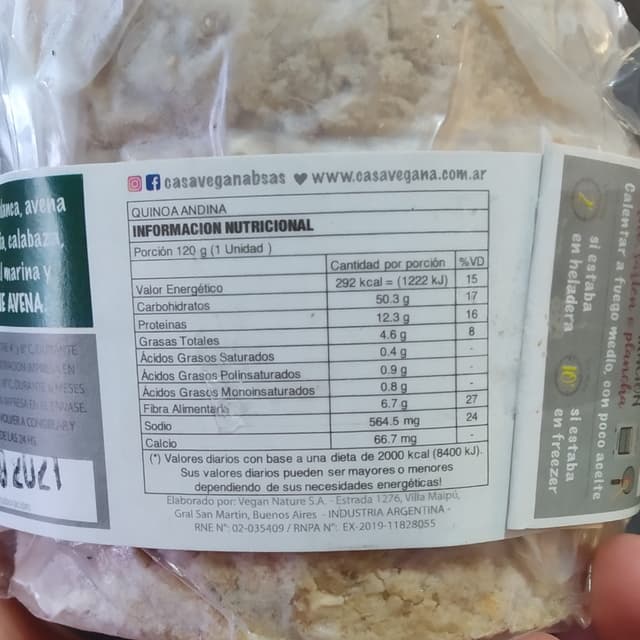 casaveganabsas ♥ www.casavegana.com.ar
QUINOA ANDINA
INFORMACION NUTRICIONAL
Porción 120 g (1 Unidad )
Cantidad por porción %VD
Valor Energético 292 kcal = (1222 kJ) 15
Carbohidratos 50.3 g 17
Proteinas 12.3 g 16
Grasas Totales 4.6 g 8
Ácidos Grasos Saturados 0.4 g -
Ácidos Grasos Polinsaturados 0.9 g -
Ácidos Grasos Monoinsaturados 0.8 g -
Fibra Alimentaria 6.7 g 27
Sodio 564.5 mg 24
Calcio 66.7 mg -
(*) Valores diarios con base a una dieta de 2000 kcal (8400 kJ).
Sus valores diarios pueden ser mayores o menores
dependiendo de sus necesidades energéticas!
Elaborado por: Vegan Nature S.A. - Estrada 1276, Villa Maipú,
Gral San Martin, Buenos Aires - INDUSTRIA ARGENTINA -
RNE N°: 02-035409 / RNPA N°: EX-2019-11828055
avena
calabaza,
marina y
AVENA.
MESES
ENVASE.
2021
Calentar a fuego medio, con poco aceite
si estaba
en heladera
si estaba
en freezer